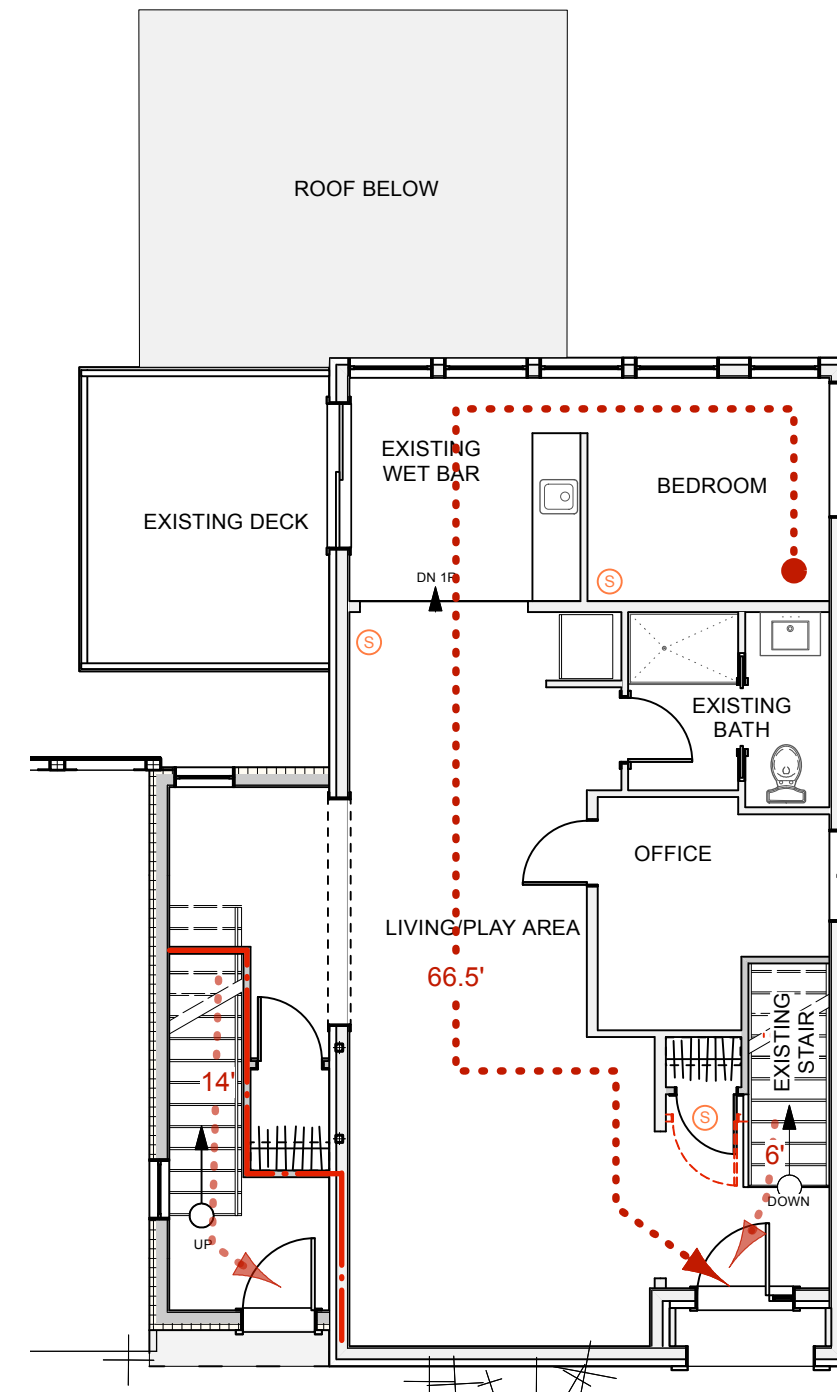 ROOF BELOW
EXISTING
WET BAR
BEDROOM
EXISTING DECK
DN 1R
S
S
EXISTING
BATH
OFFICE
LIVING/PLAY AREA
66.5'
EXISTING
STAIR
14'
S
6'
DOWN
UP